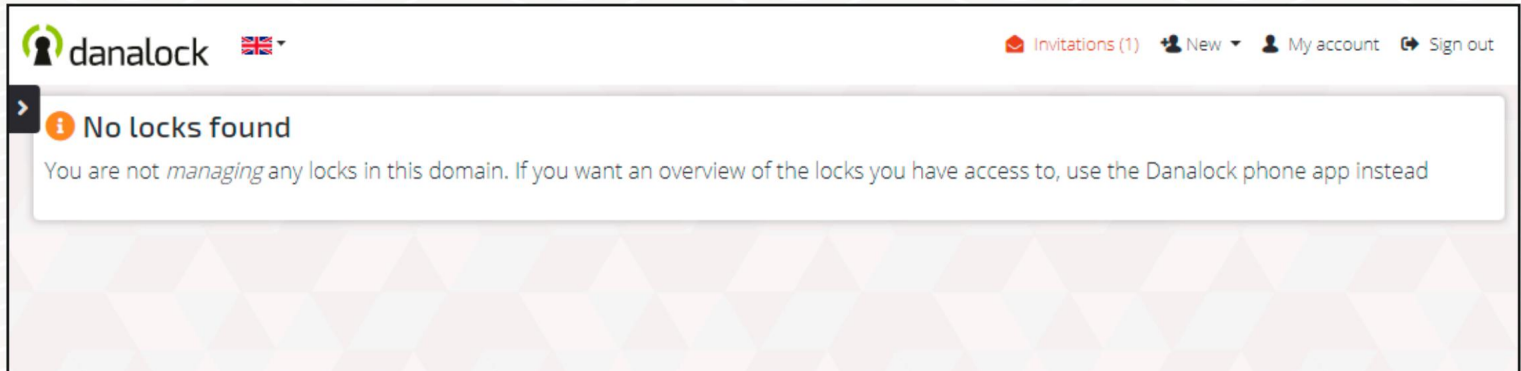 danalock
Invitations (1) New My account Sign out
No locks found
You are not managing any locks in this domain. If you want an overview of the locks you have access to, use the Danalock phone app instead